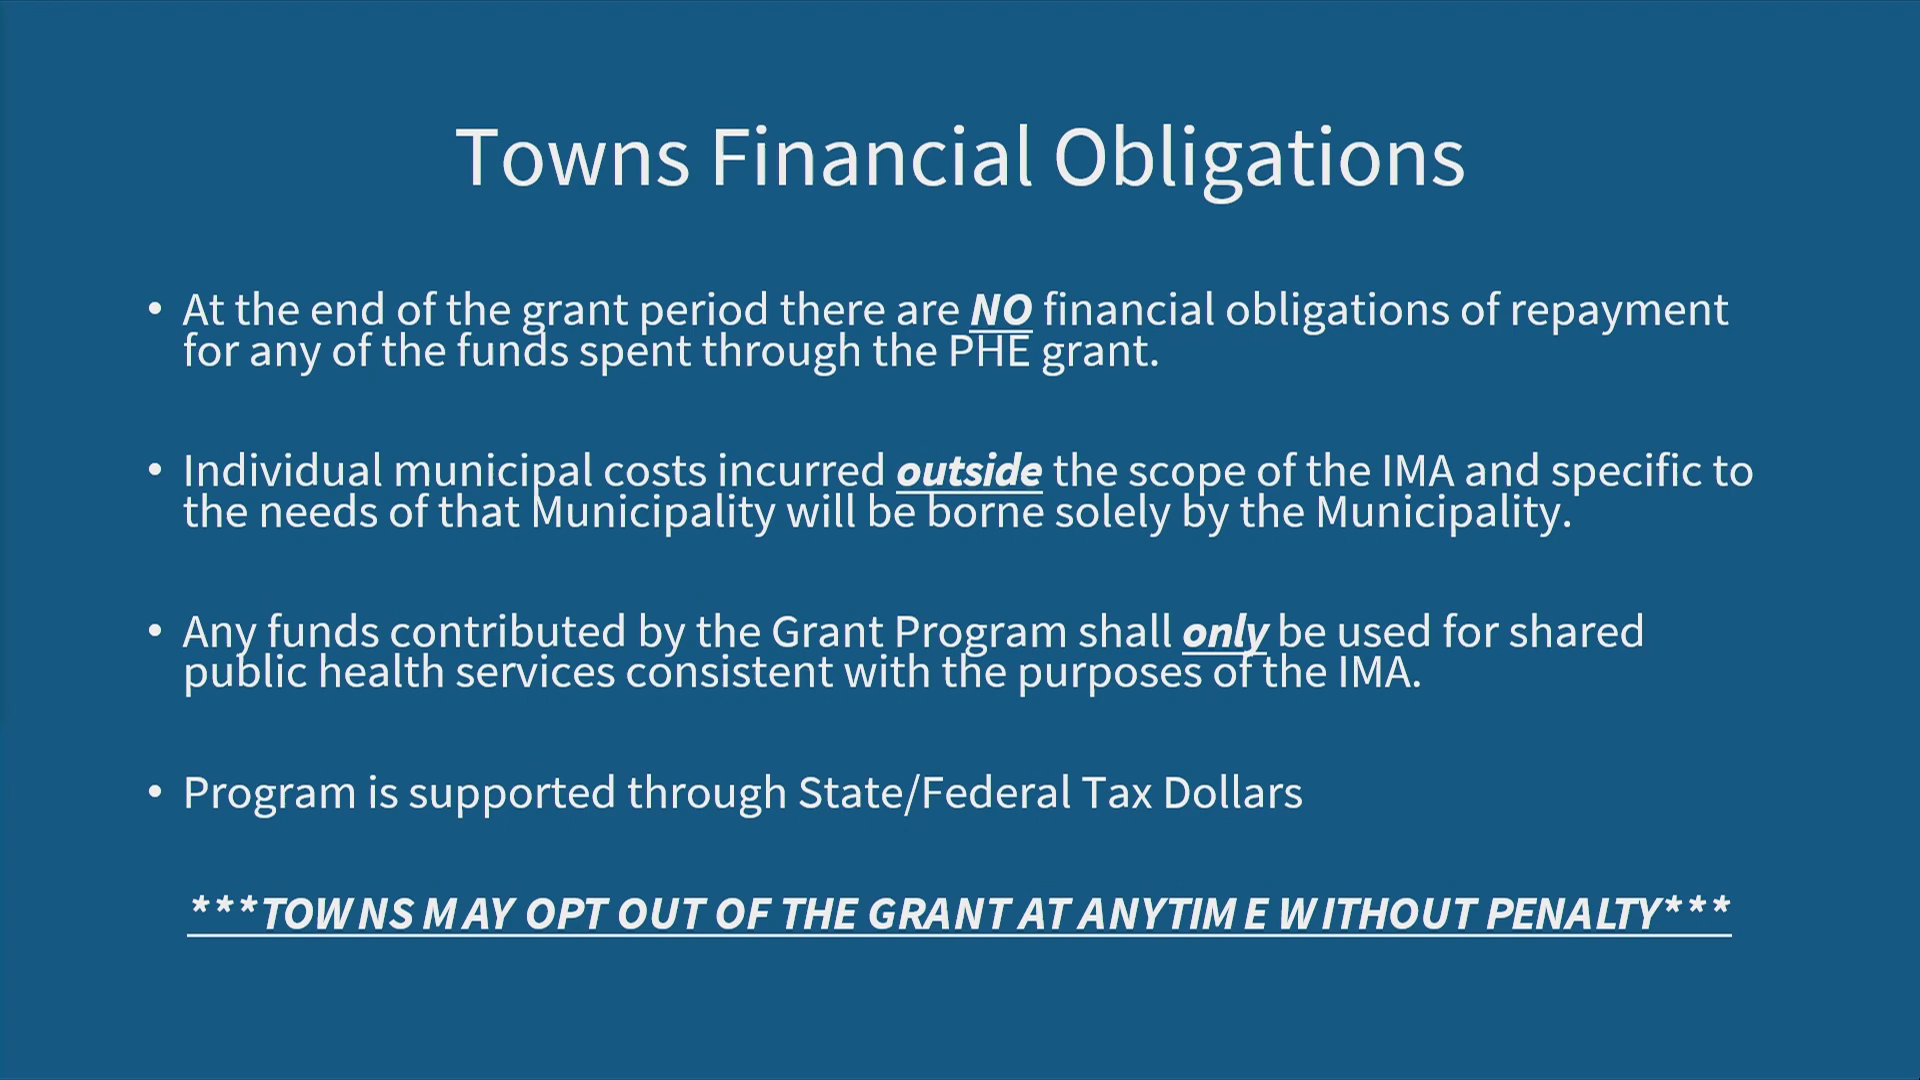 Towns Financial Obligations
• At the end of the grant period there are NO financial obligations of repayment
for any of the funds spent through the PHE grant.
• Individual municipal costs incurred outside the scope of the IMA and specific to
the needs of that Municipality will be borne solely by the Municipality.
• Any funds contributed by the Grant Program shall only be used for shared
public health services consistent with the purposes of the IMA.
• Program is supported through State/Federal Tax Dollars
***TOWNS MAY OPT OUT OF THE GRANT AT ANYTIME WITHOUT PENALTY***